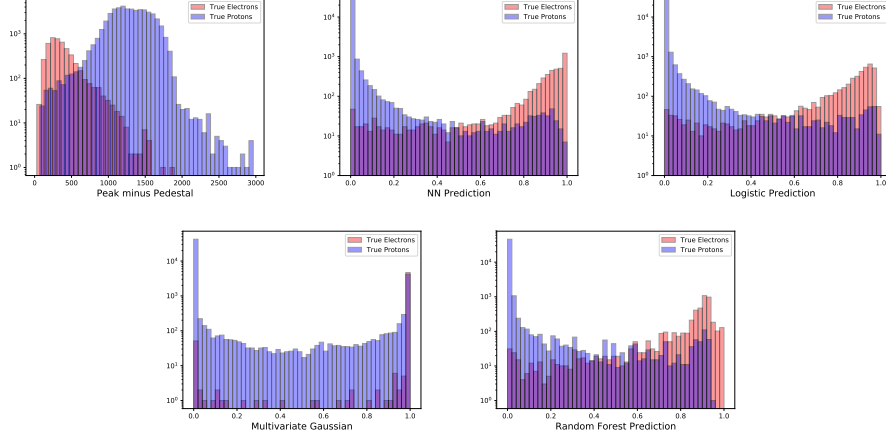 True Electrons
True Protons
10³
10²
10¹
10⁰
0 500 1000 1500 2000 2500 3000
Peak minus Pedestal
True Electrons
True Protons
10⁴
10³
10²
10¹
10⁰
0.0 0.2 0.4 0.6 0.8 1.0
NN Prediction
True Electrons
True Protons
10⁴
10³
10²
10¹
10⁰
0.0 0.2 0.4 0.6 0.8 1.0
Logistic Prediction
True Electrons
True Protons
10⁴
10³
10²
10¹
10⁰
0.0 0.2 0.4 0.6 0.8 1.0
Multivariate Gaussian
True Electrons
True Protons
10⁴
10³
10²
10¹
10⁰
0.0 0.2 0.4 0.6 0.8 1.0
Random Forest Prediction